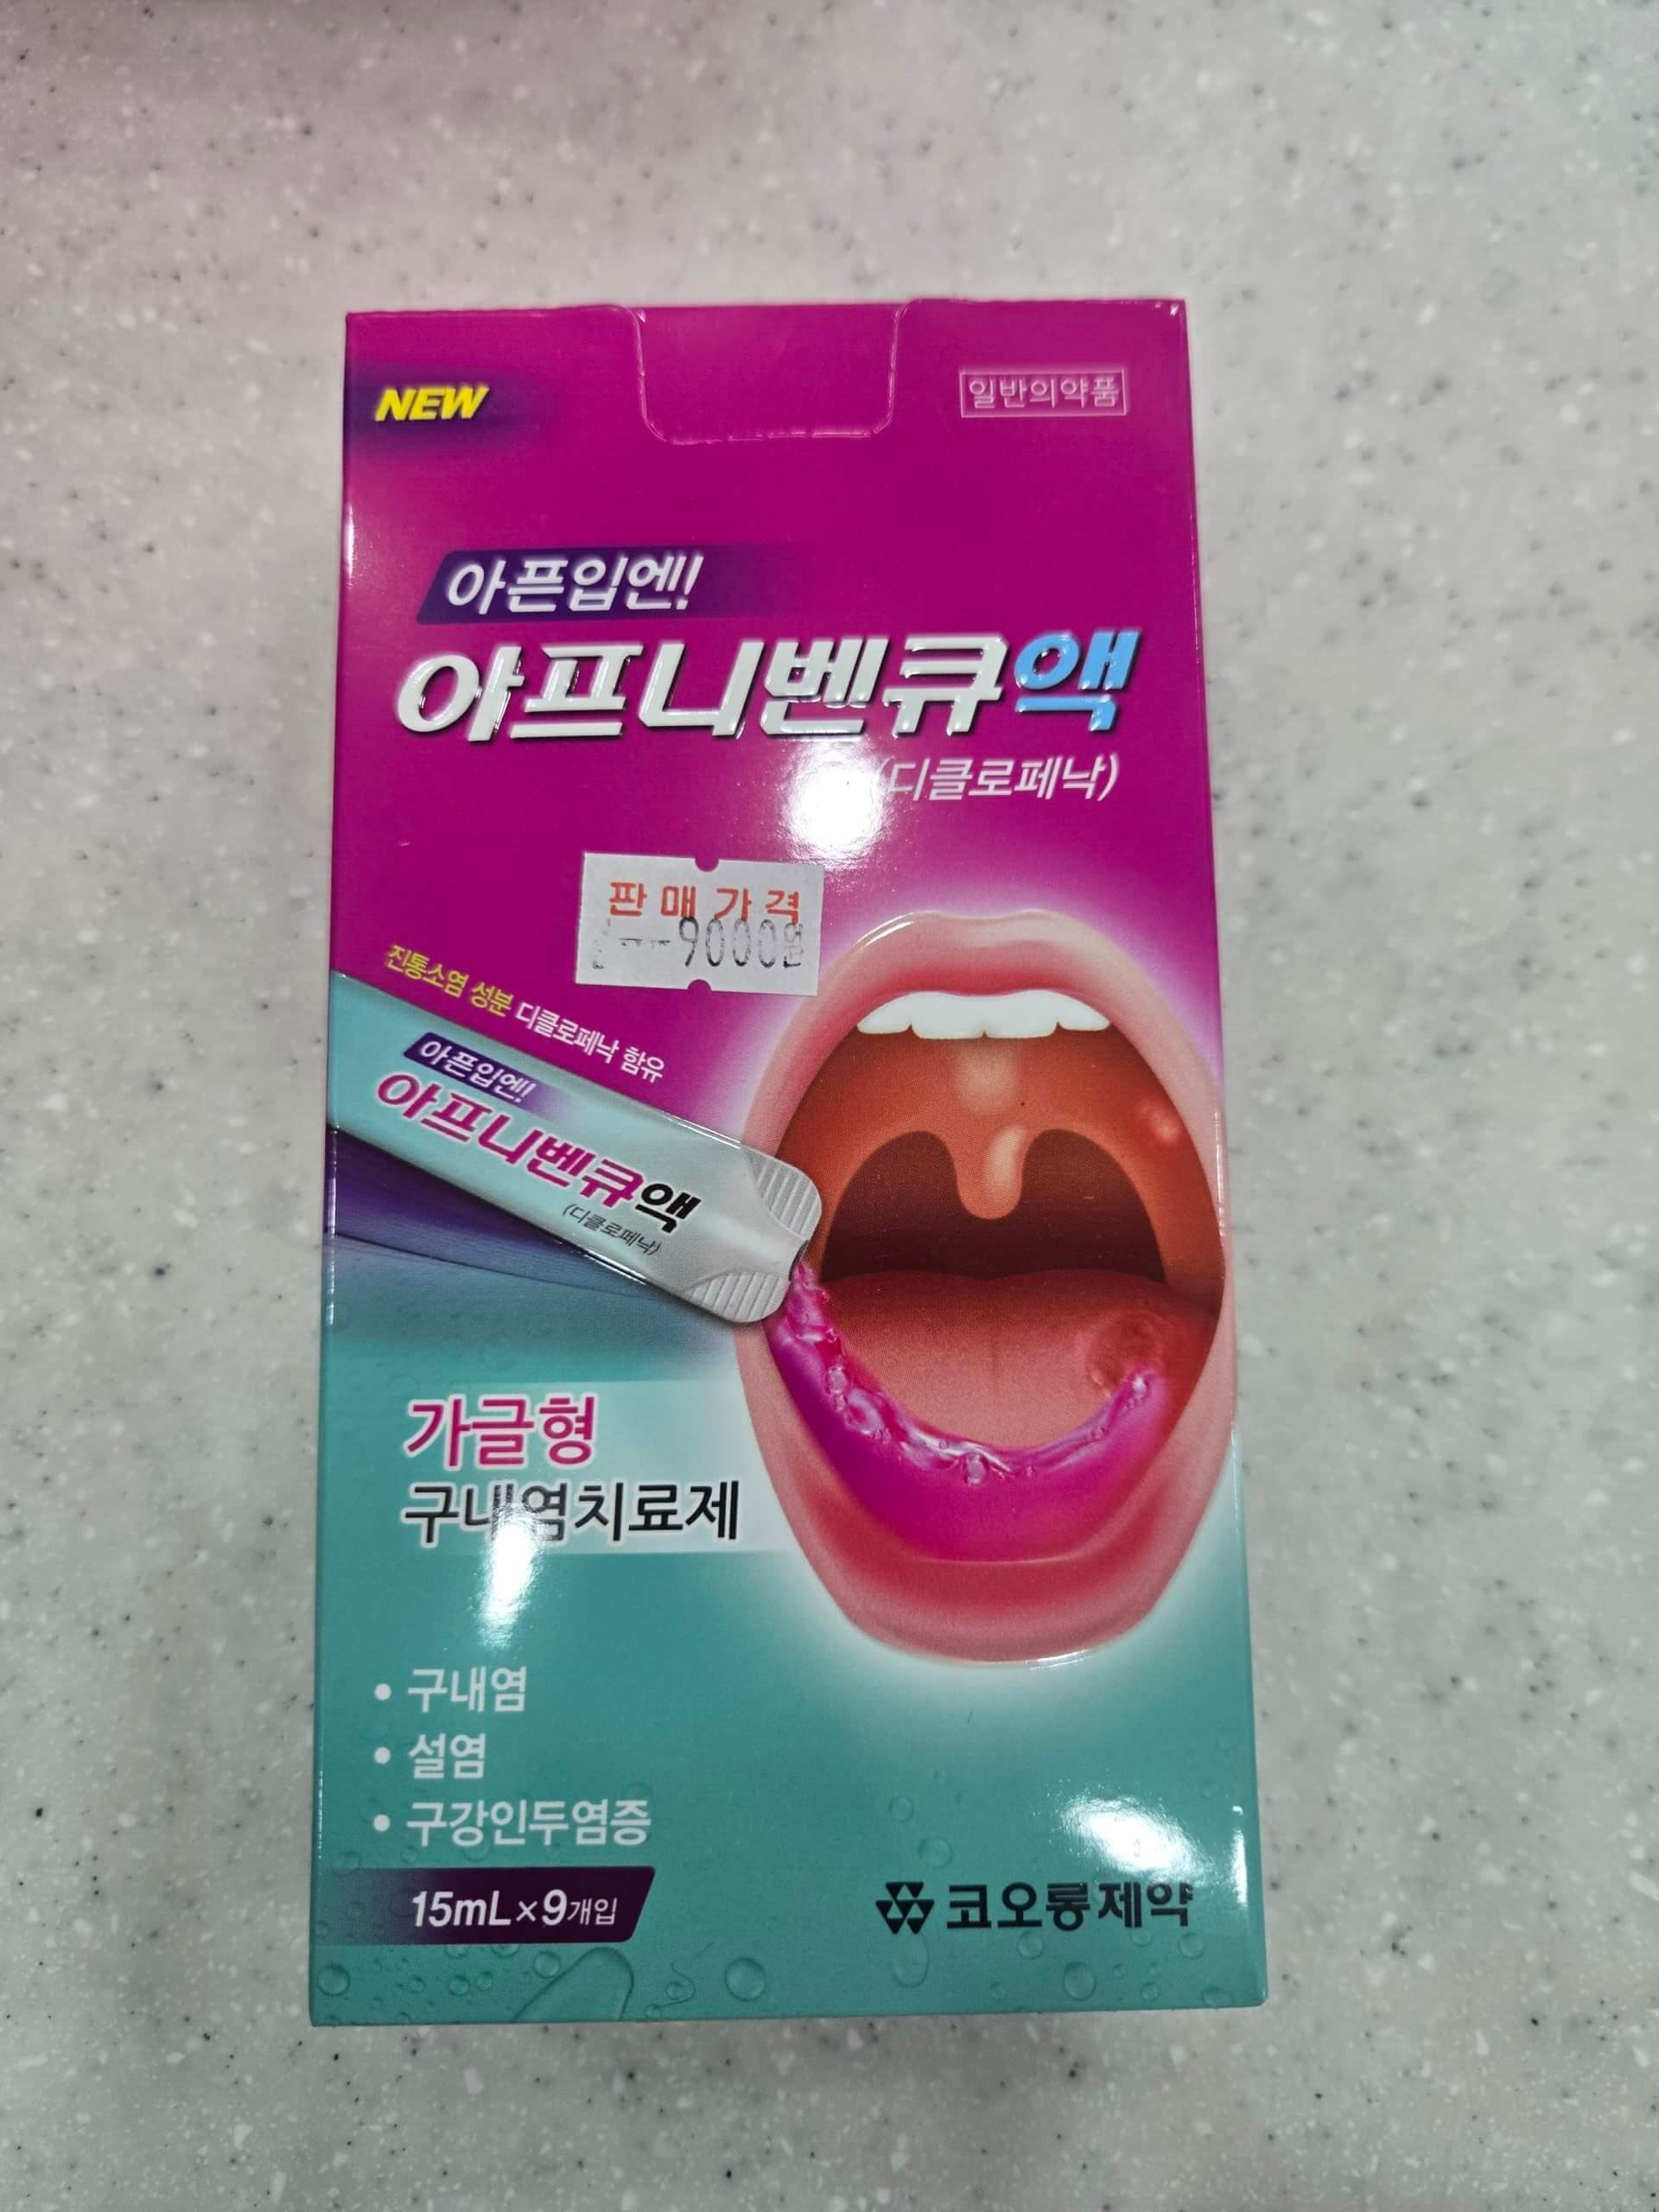 NEW
일반의약품
아픈입엔!
아프니벤큐액
(디클로페낙)
판매가격
9000원
진통소염 성분 디클로페낙 함유
아픈입엔!
아프니벤큐액
(디클로페낙)
가글형
구내염치료제
• 구내염
• 설염
• 구강인두염증
15mL×9개입
코오롱제약